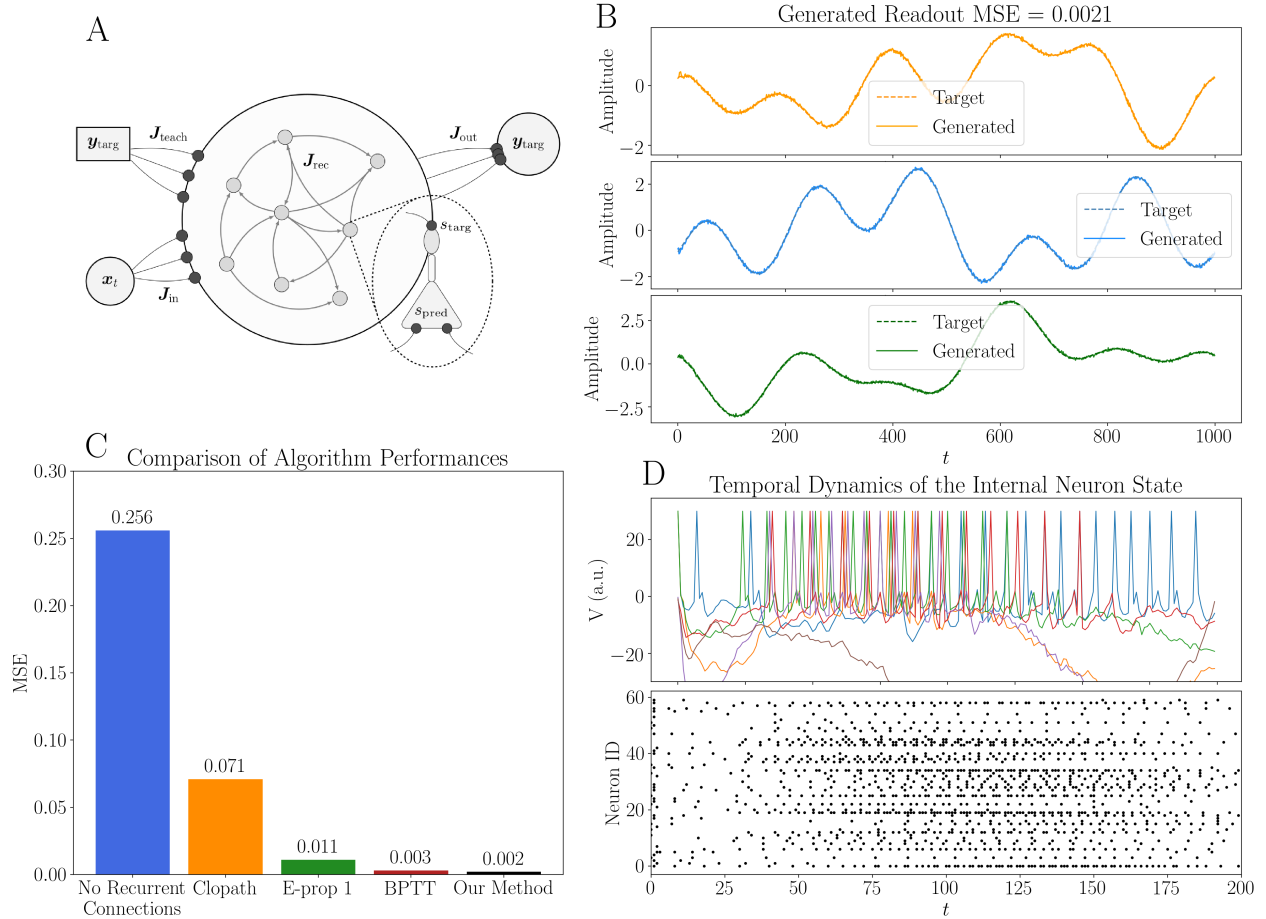 A
y_targ
J_teach
J_rec
J_out
y_targ
s_targ
x_t
J_in
s_pred
B
Generated Readout MSE = 0.0021
Amplitude
0
−2
Target
Generated
Amplitude
2
0
−2
Target
Generated
Amplitude
2.5
0.0
−2.5
Target
Generated
0 200 400 600 800 1000
t
C
Comparison of Algorithm Performances
MSE
0.30
0.25
0.20
0.15
0.10
0.05
0.00
0.256
0.071
0.011
0.003
0.002
No Recurrent Connections
Clopath
E-prop 1
BPTT
Our Method
D
Temporal Dynamics of the Internal Neuron State
V (a.u.)
20
0
−20
Neuron ID
60
40
20
0
0 25 50 75 100 125 150 175 200
t